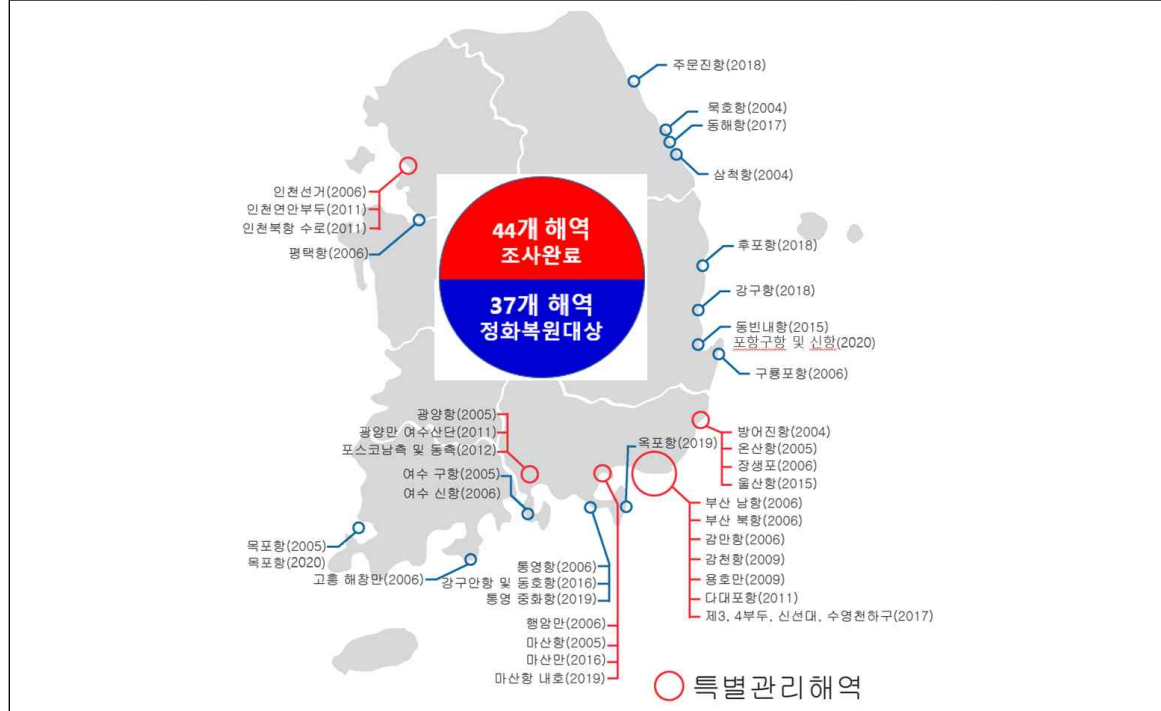 주문진항(2018)
묵호항(2004)
동해항(2017)
삼척항(2004)
인천선거(2006)
인천연안부두(2011)
인천북항 수로(2011)
평택항(2006)
44개 해역
조사완료
37개 해역
정화복원대상
후포항(2018)
강구항(2018)
동빈내항(2015)
포항구항 및 신항(2020)
구룡포항(2006)
광양항(2005)
광양만 여수산단(2011)
포스코남측 및 동측(2012)
여수 구항(2005)
여수 신항(2006)
옥포항(2019)
방어진항(2004)
온산항(2005)
장생포(2006)
울산항(2015)
부산 남항(2006)
부산 북항(2006)
감만항(2006)
감천항(2009)
용호만(2009)
다대포항(2011)
제3, 4부두, 신선대, 수영천하구(2017)
목포항(2005)
목포항(2020)
고흥 해창만(2006)
통영항(2006)
강구안항 및 동호항(2016)
통영 중화항(2019)
행암만(2006)
마산항(2005)
마산만(2016)
마산항 내호(2019)
특별관리해역